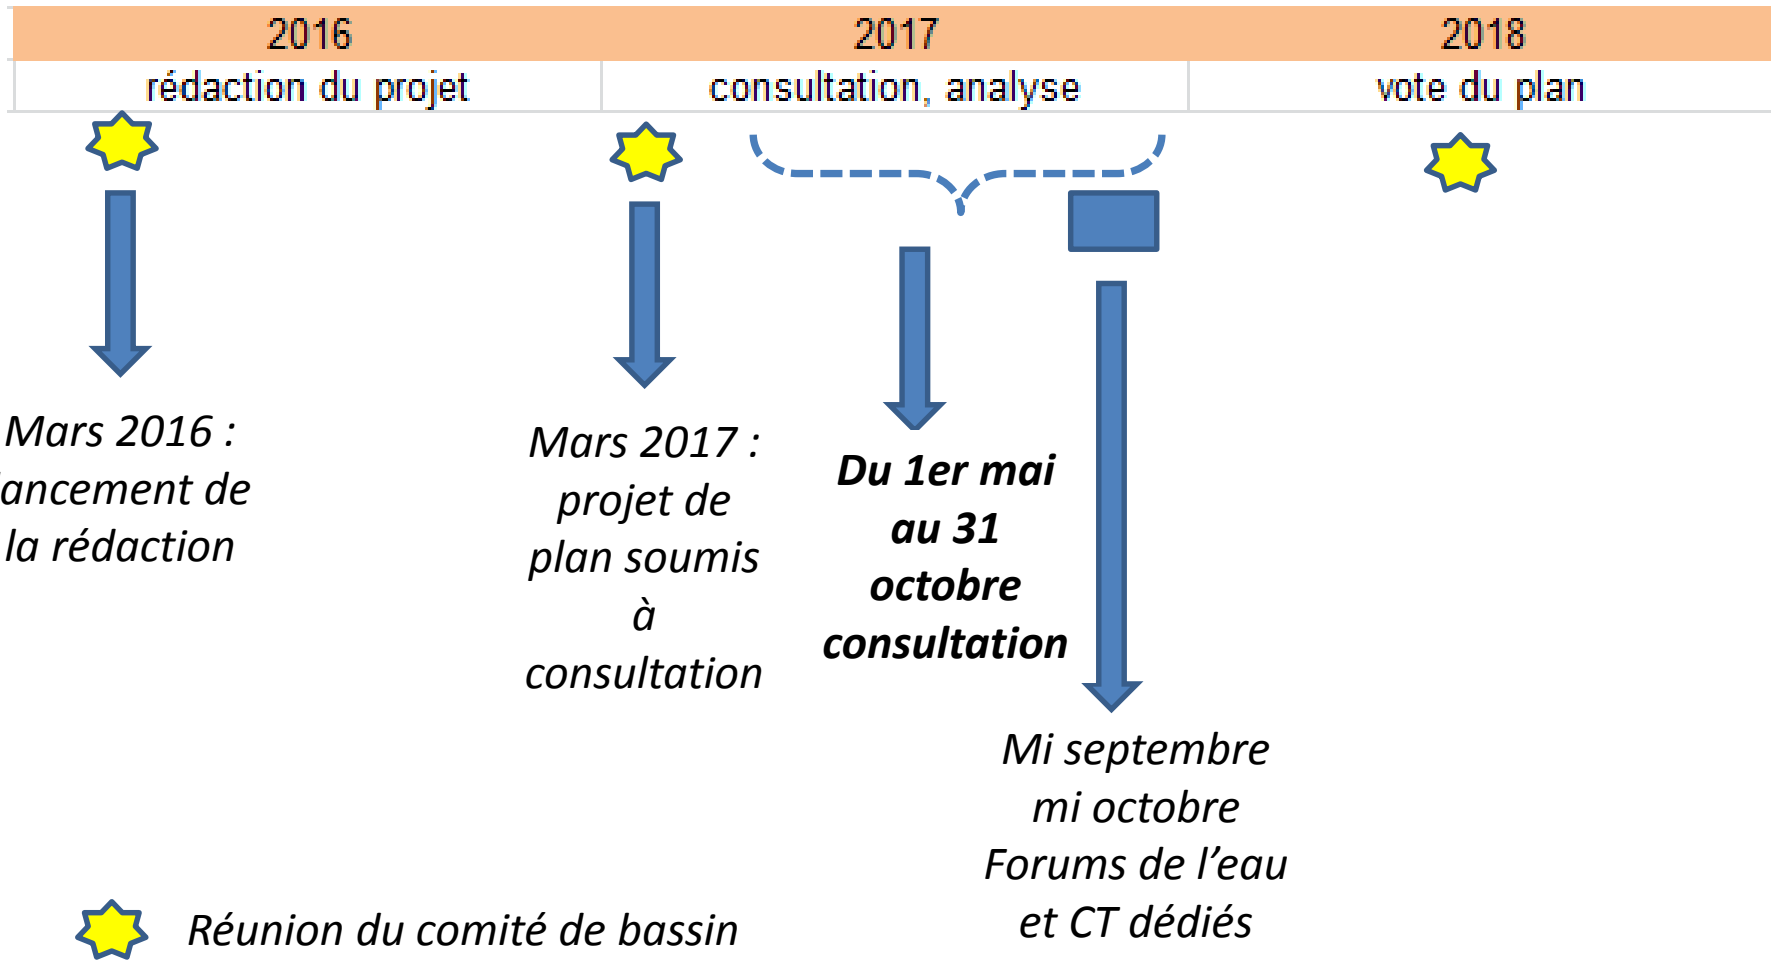 2016
2017
2018
rédaction du projet
consultation, analyse
vote du plan
Mars 2016 :
lancement de
la rédaction
Mars 2017 :
projet de
plan soumis
à
consultation
Du 1er mai
au 31
octobre
consultation
Mi septembre
mi octobre
Forums de l’eau
et CT dédiés
Réunion du comité de bassin